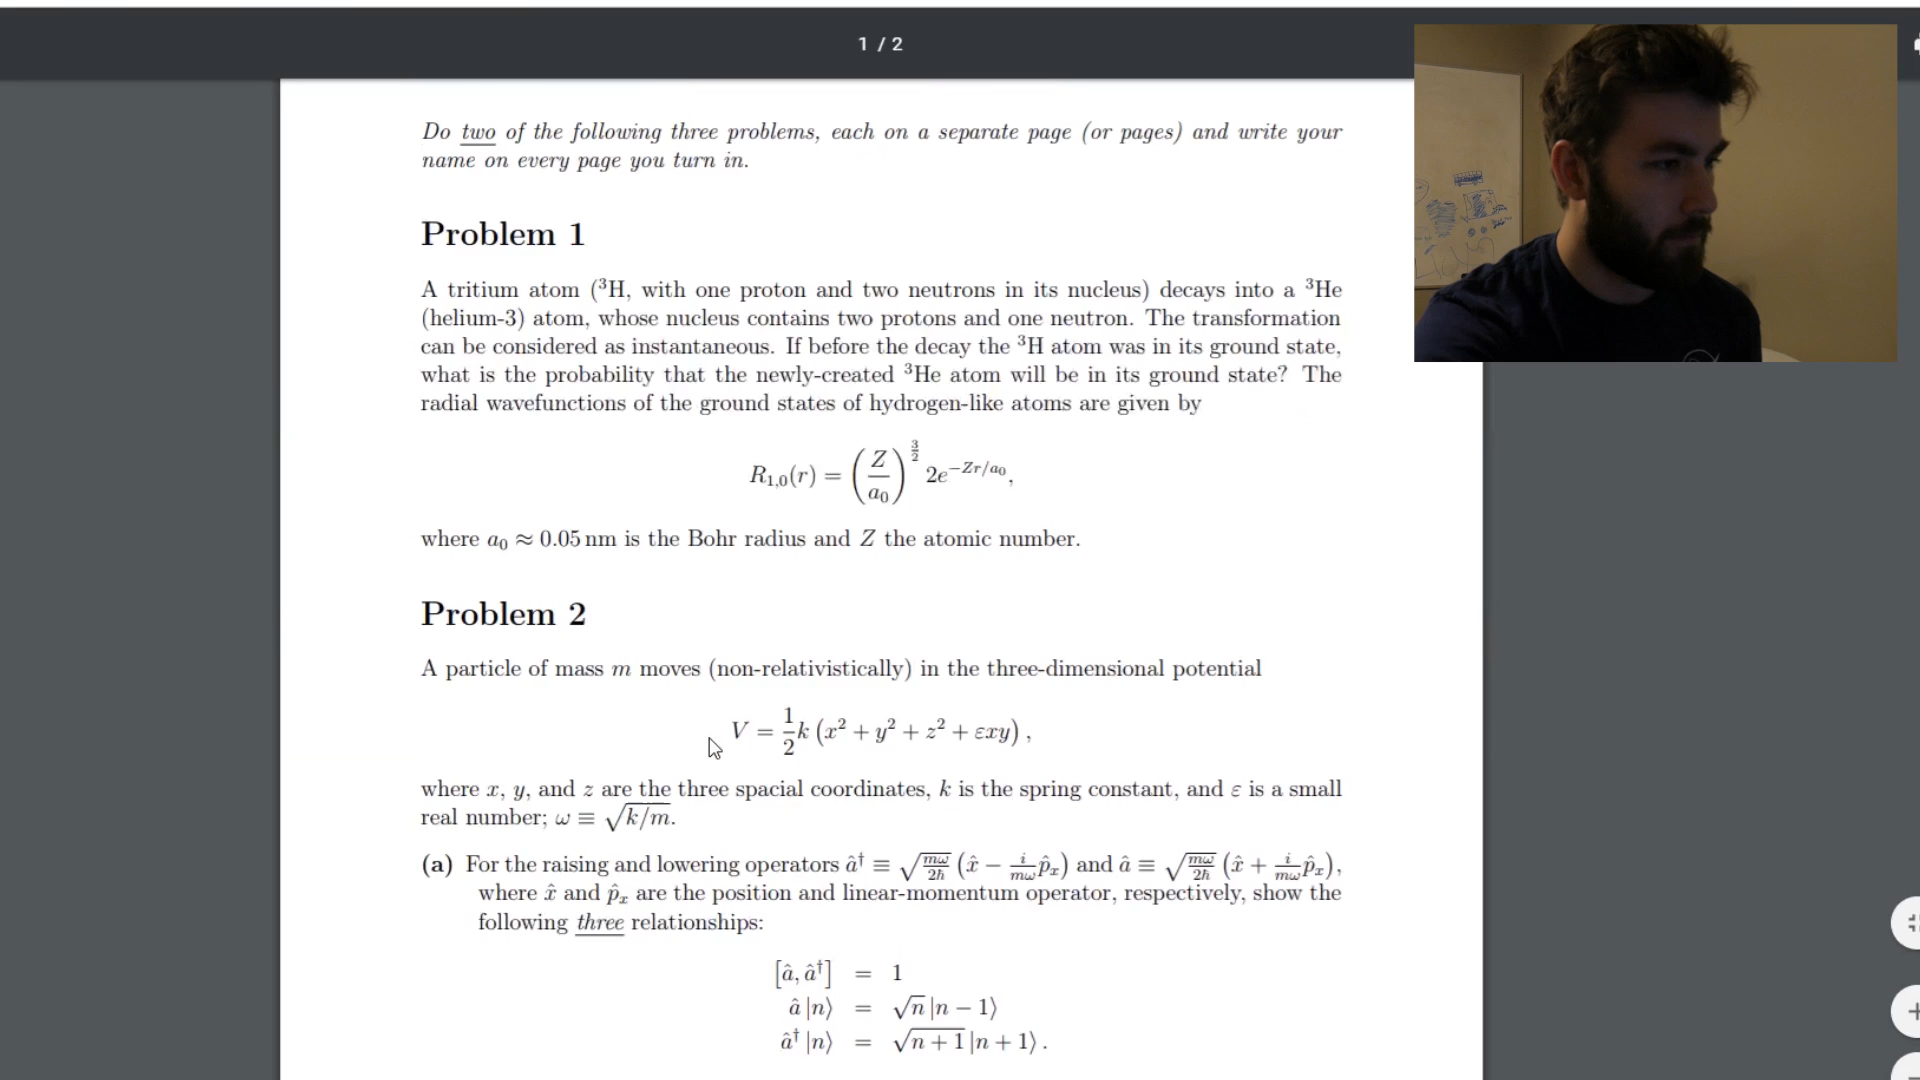 1 / 2
Do two of the following three problems, each on a separate page (or pages) and write your
name on every page you turn in.
Problem 1
A tritium atom (³H, with one proton and two neutrons in its nucleus) decays into a ³He
(helium-3) atom, whose nucleus contains two protons and one neutron. The transformation
can be considered as instantaneous. If before the decay the ³H atom was in its ground state,
what is the probability that the newly-created ³He atom will be in its ground state? The
radial wavefunctions of the ground states of hydrogen-like atoms are given by
R₁,₀(r) = (Z/a₀)^(3/2) 2e^(−Zr/a₀),
where a₀ ≈ 0.05 nm is the Bohr radius and Z the atomic number.
Problem 2
A particle of mass m moves (non-relativistically) in the three-dimensional potential
V = 1/2 k (x² + y² + z² + εxy) ,
where x, y, and z are the three spacial coordinates, k is the spring constant, and ε is a small
real number; ω ≡ √(k/m).
(a) For the raising and lowering operators â† ≡ √(mω/2ħ) (x̂ − i/mω p̂ₓ) and â ≡ √(mω/2ħ) (x̂ + i/mω p̂ₓ),
where x̂ and p̂ₓ are the position and linear-momentum operator, respectively, show the
following three relationships:
[â, â†] = 1
â |n⟩ = √n |n − 1⟩
â† |n⟩ = √(n + 1) |n + 1⟩ .